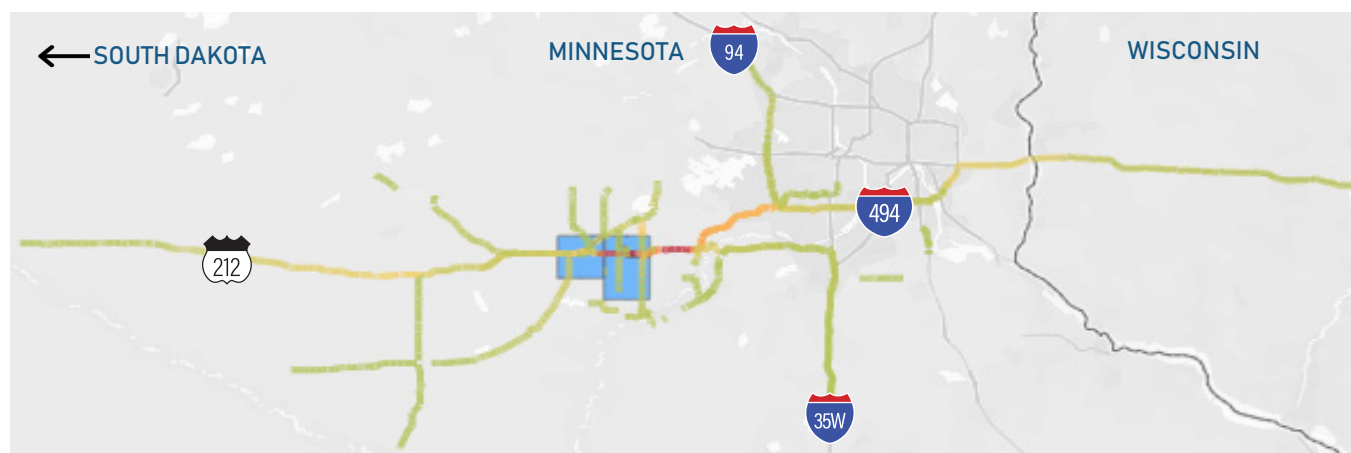 SOUTH DAKOTA
MINNESOTA
94
WISCONSIN
494
212
35W